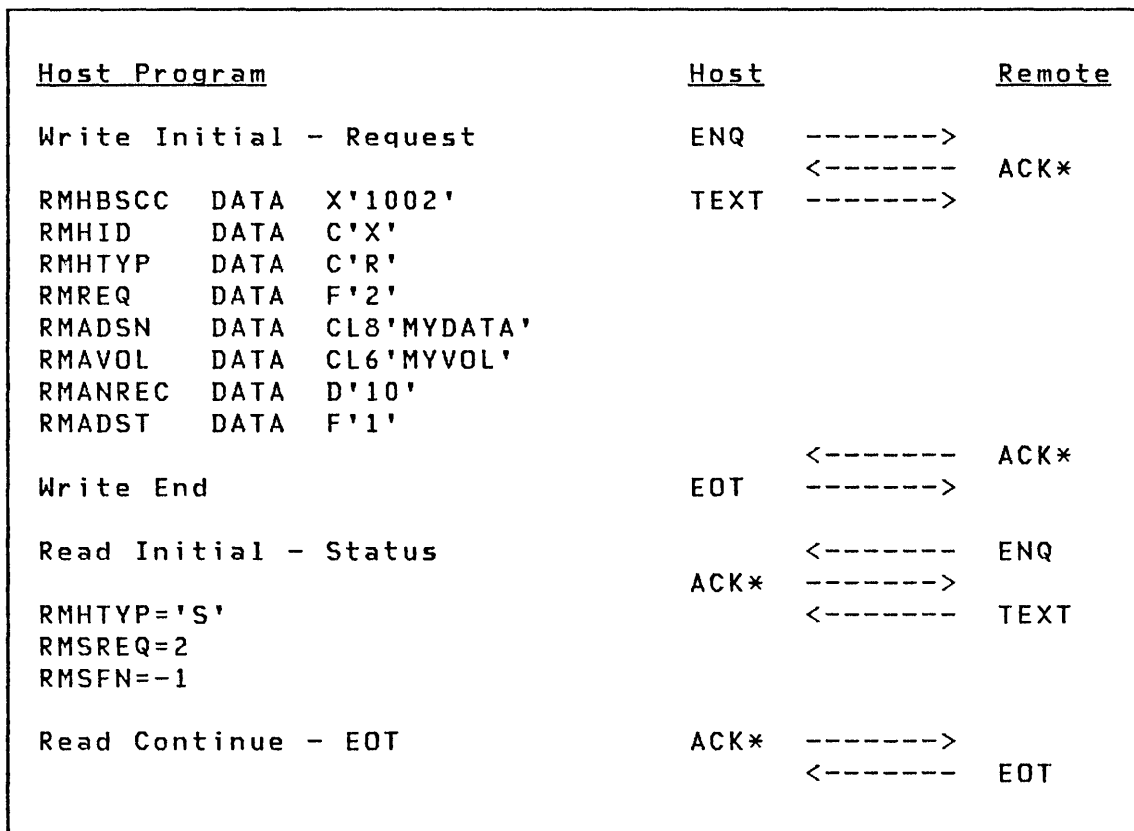 Host Program                              Host              Remote
Write Initial - Request                   ENQ  ------->
                                               <-------  ACK*
RMHBSCC  DATA  X'1002'                    TEXT ------->
RMHID    DATA  C'X'
RMHTYP   DATA  C'R'
RMREQ    DATA  F'2'
RMADSN   DATA  CL8'MYDATA'
RMAVOL   DATA  CL6'MYVOL'
RMANREC  DATA  D'10'
RMADST   DATA  F'1'
                                               <-------  ACK*
Write End                                 EOT  ------->
Read Initial - Status                          <-------  ENQ
                                          ACK* ------->
RMHTYP='S'                                     <-------  TEXT
RMSREQ=2
RMSFN=-1
Read Continue - EOT                       ACK* ------->
                                               <-------  EOT